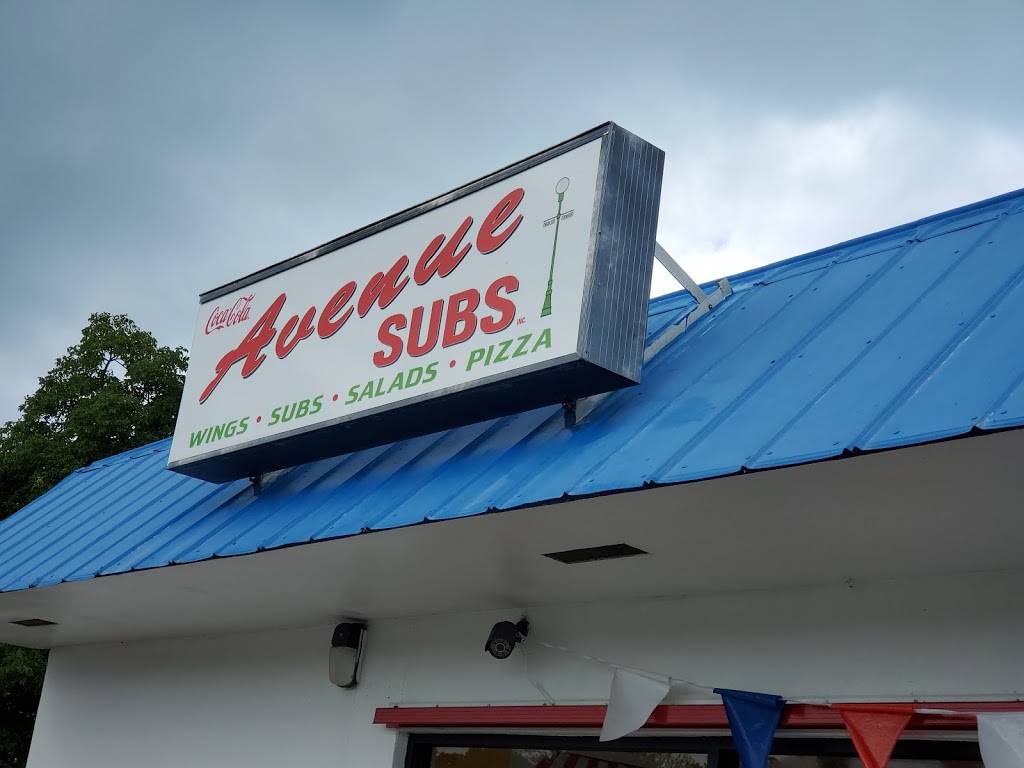 Coca-Cola
Avenue
SUBS INC.
WINGS • SUBS • SALADS • PIZZA